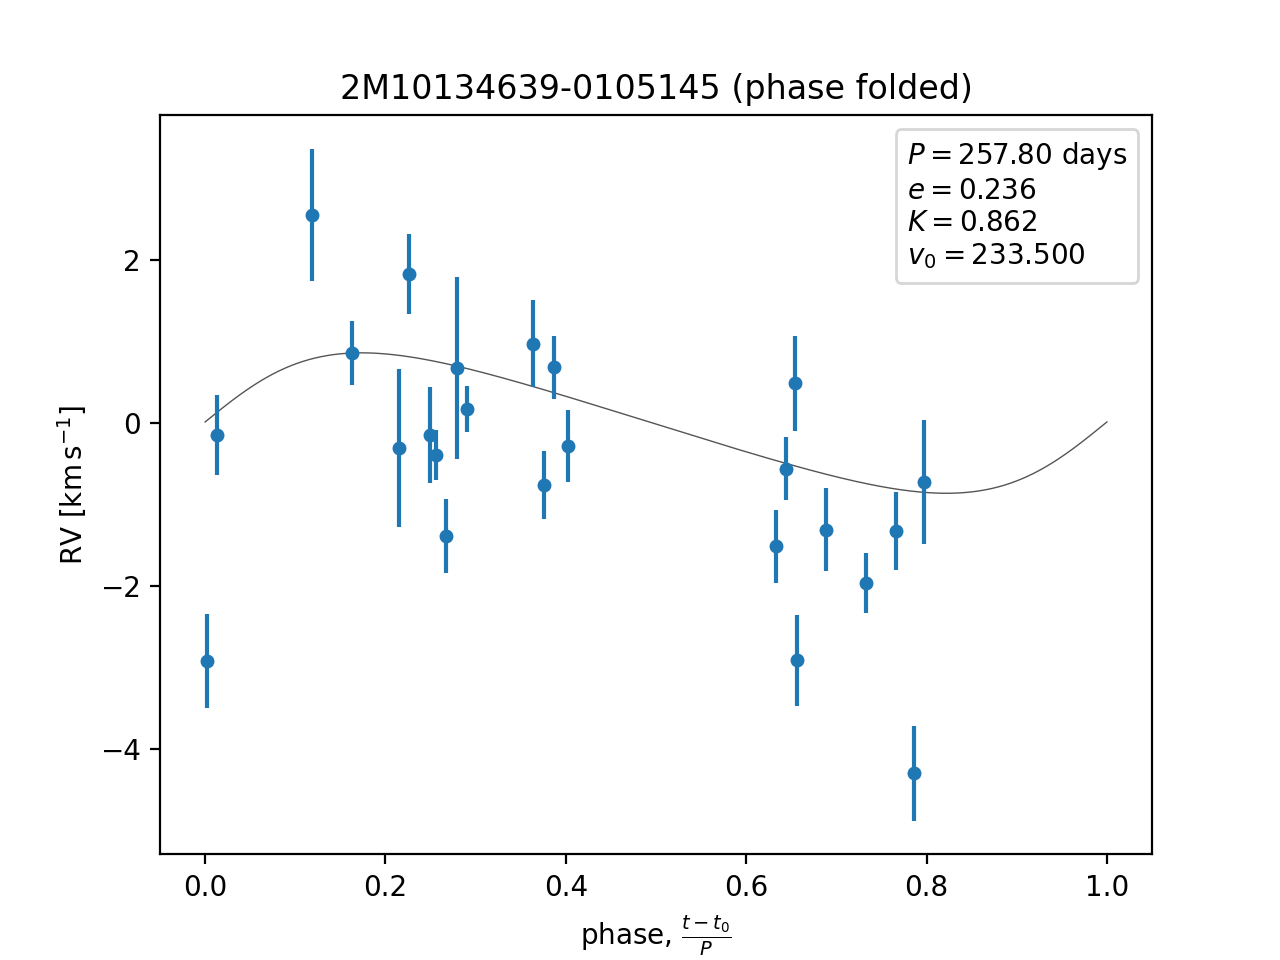 2M10134639-0105145 (phase folded)
P = 257.80 days
e = 0.236
K = 0.862
v₀ = 233.500
RV [km s⁻¹]
2
0
−2
−4
0.0 0.2 0.4 0.6 0.8 1.0
phase, (t − t₀)/P